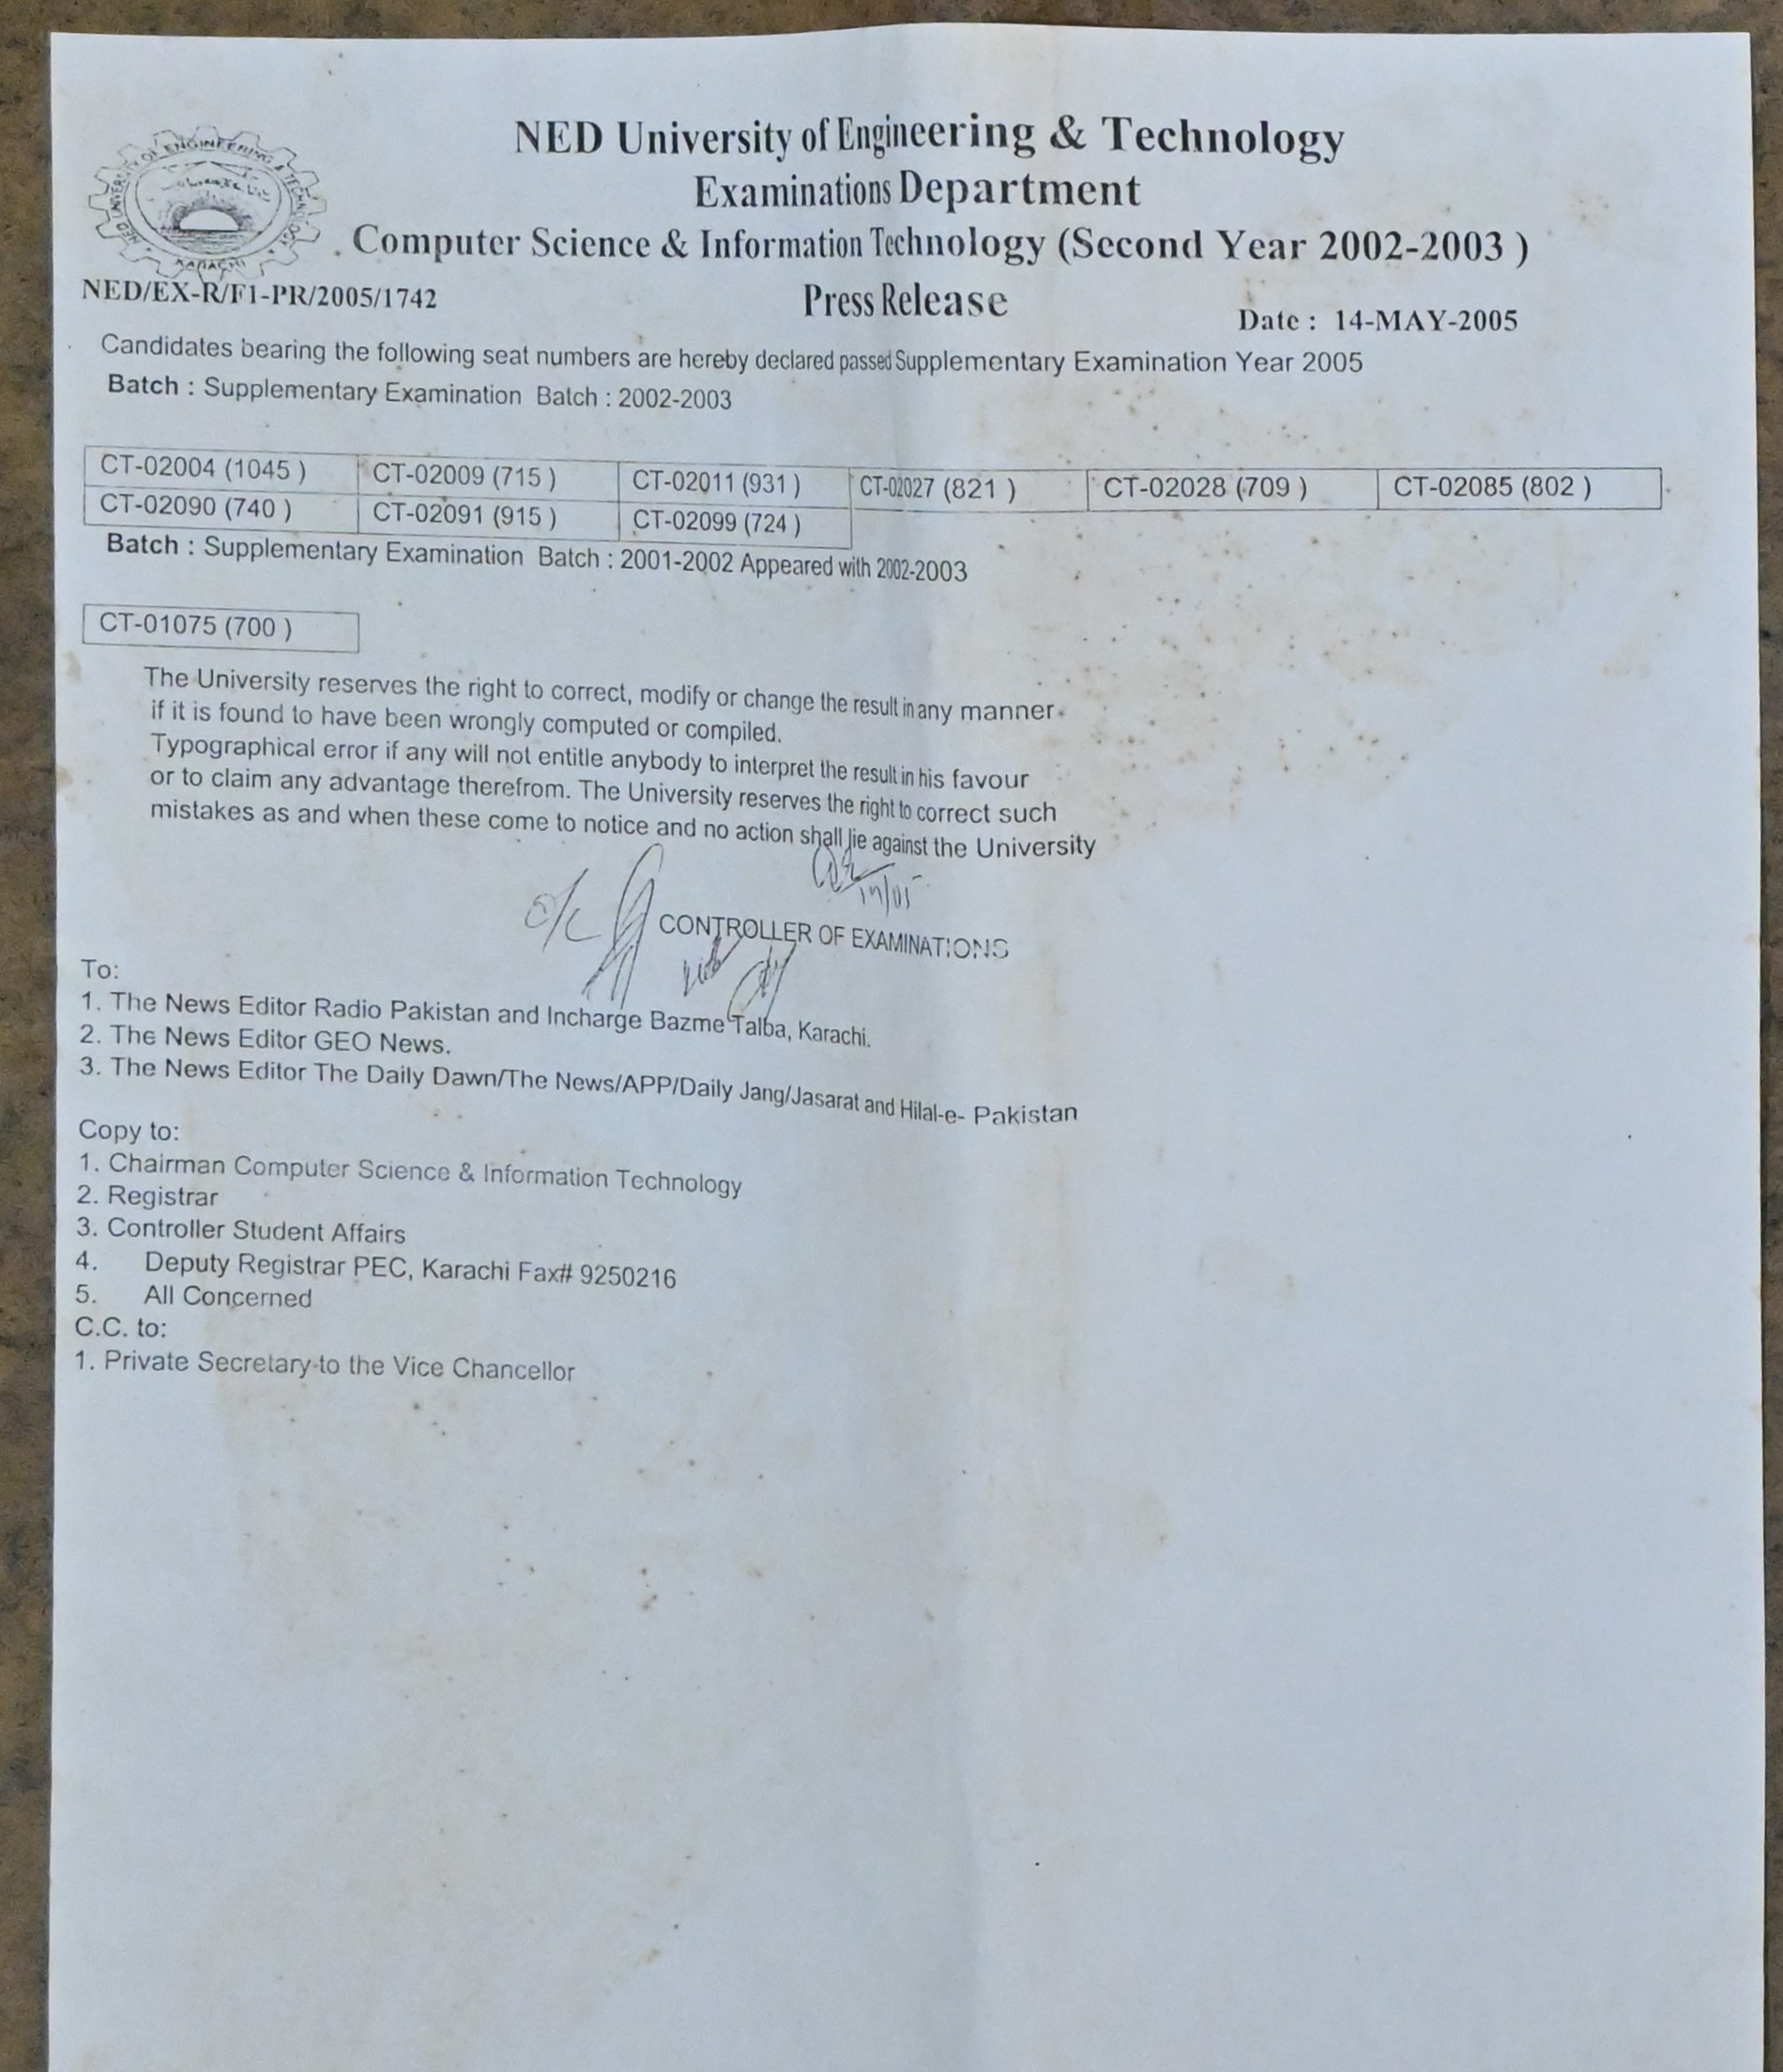 NED UNIVERSITY OF ENGINEERING & TECHNOLOGY
KARACHI
NED University of Engineering & Technology
Examinations Department
Computer Science & Information Technology (Second Year 2002-2003 )
NED/EX-R/F1-PR/2005/1742
Press Release
Date : 14-MAY-2005
Candidates bearing the following seat numbers are hereby declared passed Supplementary Examination Year 2005
Batch : Supplementary Examination Batch : 2002-2003
CT-02004 (1045 ) CT-02009 (715 ) CT-02011 (931 ) CT-02027 (821 ) CT-02028 (709 ) CT-02085 (802 )
CT-02090 (740 ) CT-02091 (915 ) CT-02099 (724 )
Batch : Supplementary Examination Batch : 2001-2002 Appeared with 2002-2003
CT-01075 (700 )
The University reserves the right to correct, modify or change the result in any manner
if it is found to have been wrongly computed or compiled.
Typographical error if any will not entitle anybody to interpret the result in his favour
or to claim any advantage therefrom. The University reserves the right to correct such
mistakes as and when these come to notice and no action shall lie against the University
CONTROLLER OF EXAMINATIONS
To:
1. The News Editor Radio Pakistan and Incharge Bazme Talba, Karachi.
2. The News Editor GEO News.
3. The News Editor The Daily Dawn/The News/APP/Daily Jang/Jasarat and Hilal-e- Pakistan
Copy to:
1. Chairman Computer Science & Information Technology
2. Registrar
3. Controller Student Affairs
4. Deputy Registrar PEC, Karachi Fax# 9250216
5. All Concerned
C.C. to:
1. Private Secretary to the Vice Chancellor